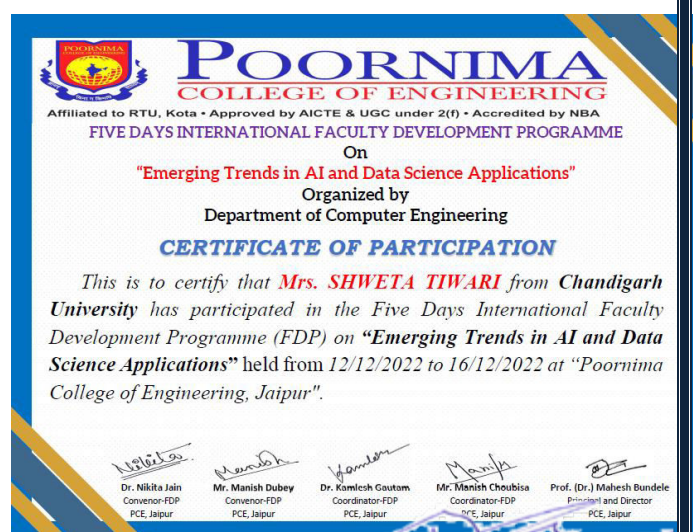 POORNIMA
POORNIMA
COLLEGE OF ENGINEERING
Affiliated to RTU, Kota • Approved by AICTE & UGC under 2(f) • Accredited by NBA
FIVE DAYS INTERNATIONAL FACULTY DEVELOPMENT PROGRAMME
On
"Emerging Trends in AI and Data Science Applications"
Organized by
Department of Computer Engineering
CERTIFICATE OF PARTICIPATION
This is to certify that Mrs. SHWETA TIWARI from Chandigarh
University has participated in the Five Days International Faculty
Development Programme (FDP) on "Emerging Trends in AI and Data
Science Applications" held from 12/12/2022 to 16/12/2022 at "Poornima
College of Engineering, Jaipur".
Nikita Manish Kamlesh Manish
Dr. Nikita Jain Mr. Manish Dubey Dr. Kamlesh Gautam Mr. Manish Choubisa Prof. (Dr.) Mahesh Bundele
Convenor-FDP Convenor-FDP Coordinator-FDP Coordinator-FDP Principal and Director
PCE, Jaipur PCE, Jaipur PCE, Jaipur PCE, Jaipur PCE, Jaipur